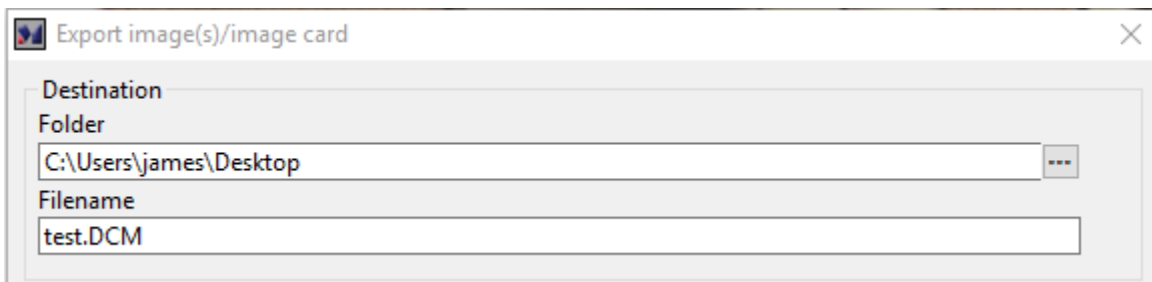 Export image(s)/image card
Destination
Folder
C:\Users\james\Desktop
---
Filename
test.DCM